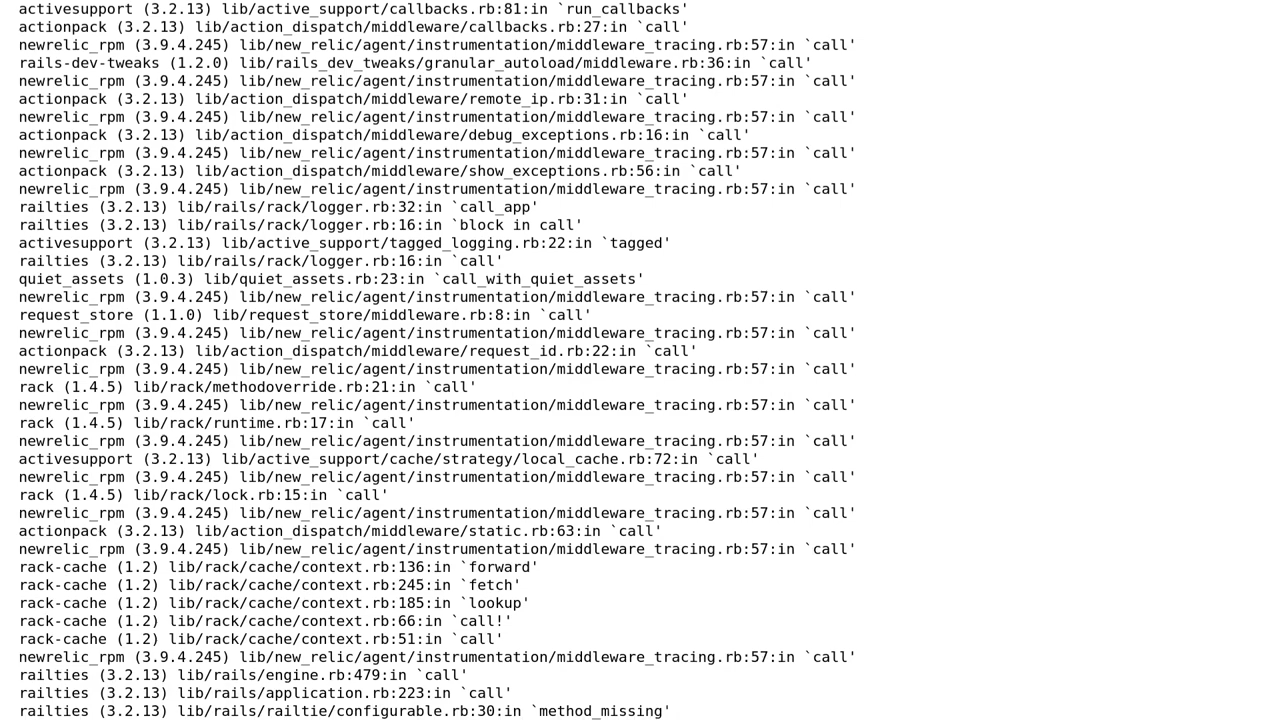 activesupport (3.2.13) lib/active_support/callbacks.rb:81:in `run_callbacks'
actionpack (3.2.13) lib/action_dispatch/middleware/callbacks.rb:27:in `call'
newrelic_rpm (3.9.4.245) lib/new_relic/agent/instrumentation/middleware_tracing.rb:57:in `call'
rails-dev-tweaks (1.2.0) lib/rails_dev_tweaks/granular_autoload/middleware.rb:36:in `call'
newrelic_rpm (3.9.4.245) lib/new_relic/agent/instrumentation/middleware_tracing.rb:57:in `call'
actionpack (3.2.13) lib/action_dispatch/middleware/remote_ip.rb:31:in `call'
newrelic_rpm (3.9.4.245) lib/new_relic/agent/instrumentation/middleware_tracing.rb:57:in `call'
actionpack (3.2.13) lib/action_dispatch/middleware/debug_exceptions.rb:16:in `call'
newrelic_rpm (3.9.4.245) lib/new_relic/agent/instrumentation/middleware_tracing.rb:57:in `call'
actionpack (3.2.13) lib/action_dispatch/middleware/show_exceptions.rb:56:in `call'
newrelic_rpm (3.9.4.245) lib/new_relic/agent/instrumentation/middleware_tracing.rb:57:in `call'
railties (3.2.13) lib/rails/rack/logger.rb:32:in `call_app'
railties (3.2.13) lib/rails/rack/logger.rb:16:in `block in call'
activesupport (3.2.13) lib/active_support/tagged_logging.rb:22:in `tagged'
railties (3.2.13) lib/rails/rack/logger.rb:16:in `call'
quiet_assets (1.0.3) lib/quiet_assets.rb:23:in `call_with_quiet_assets'
newrelic_rpm (3.9.4.245) lib/new_relic/agent/instrumentation/middleware_tracing.rb:57:in `call'
request_store (1.1.0) lib/request_store/middleware.rb:8:in `call'
newrelic_rpm (3.9.4.245) lib/new_relic/agent/instrumentation/middleware_tracing.rb:57:in `call'
actionpack (3.2.13) lib/action_dispatch/middleware/request_id.rb:22:in `call'
newrelic_rpm (3.9.4.245) lib/new_relic/agent/instrumentation/middleware_tracing.rb:57:in `call'
rack (1.4.5) lib/rack/methodoverride.rb:21:in `call'
newrelic_rpm (3.9.4.245) lib/new_relic/agent/instrumentation/middleware_tracing.rb:57:in `call'
rack (1.4.5) lib/rack/runtime.rb:17:in `call'
newrelic_rpm (3.9.4.245) lib/new_relic/agent/instrumentation/middleware_tracing.rb:57:in `call'
activesupport (3.2.13) lib/active_support/cache/strategy/local_cache.rb:72:in `call'
newrelic_rpm (3.9.4.245) lib/new_relic/agent/instrumentation/middleware_tracing.rb:57:in `call'
rack (1.4.5) lib/rack/lock.rb:15:in `call'
newrelic_rpm (3.9.4.245) lib/new_relic/agent/instrumentation/middleware_tracing.rb:57:in `call'
actionpack (3.2.13) lib/action_dispatch/middleware/static.rb:63:in `call'
newrelic_rpm (3.9.4.245) lib/new_relic/agent/instrumentation/middleware_tracing.rb:57:in `call'
rack-cache (1.2) lib/rack/cache/context.rb:136:in `forward'
rack-cache (1.2) lib/rack/cache/context.rb:245:in `fetch'
rack-cache (1.2) lib/rack/cache/context.rb:185:in `lookup'
rack-cache (1.2) lib/rack/cache/context.rb:66:in `call!'
rack-cache (1.2) lib/rack/cache/context.rb:51:in `call'
newrelic_rpm (3.9.4.245) lib/new_relic/agent/instrumentation/middleware_tracing.rb:57:in `call'
railties (3.2.13) lib/rails/engine.rb:479:in `call'
railties (3.2.13) lib/rails/application.rb:223:in `call'
railties (3.2.13) lib/rails/railtie/configurable.rb:30:in `method_missing'